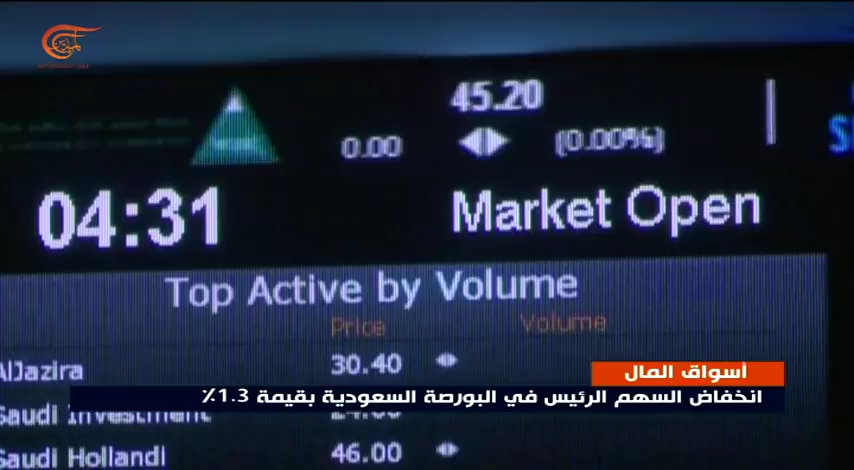 45.20
0.00
(0.00%)
04:31
Market Open
Top Active by Volume
Price Volume
AlJazira 30.40
أسواق المال
انخفاض السهم الرئيس في البورصة السعودية بقيمة 1.3٪
Saudi Investment
Saudi Hollandi 46.00